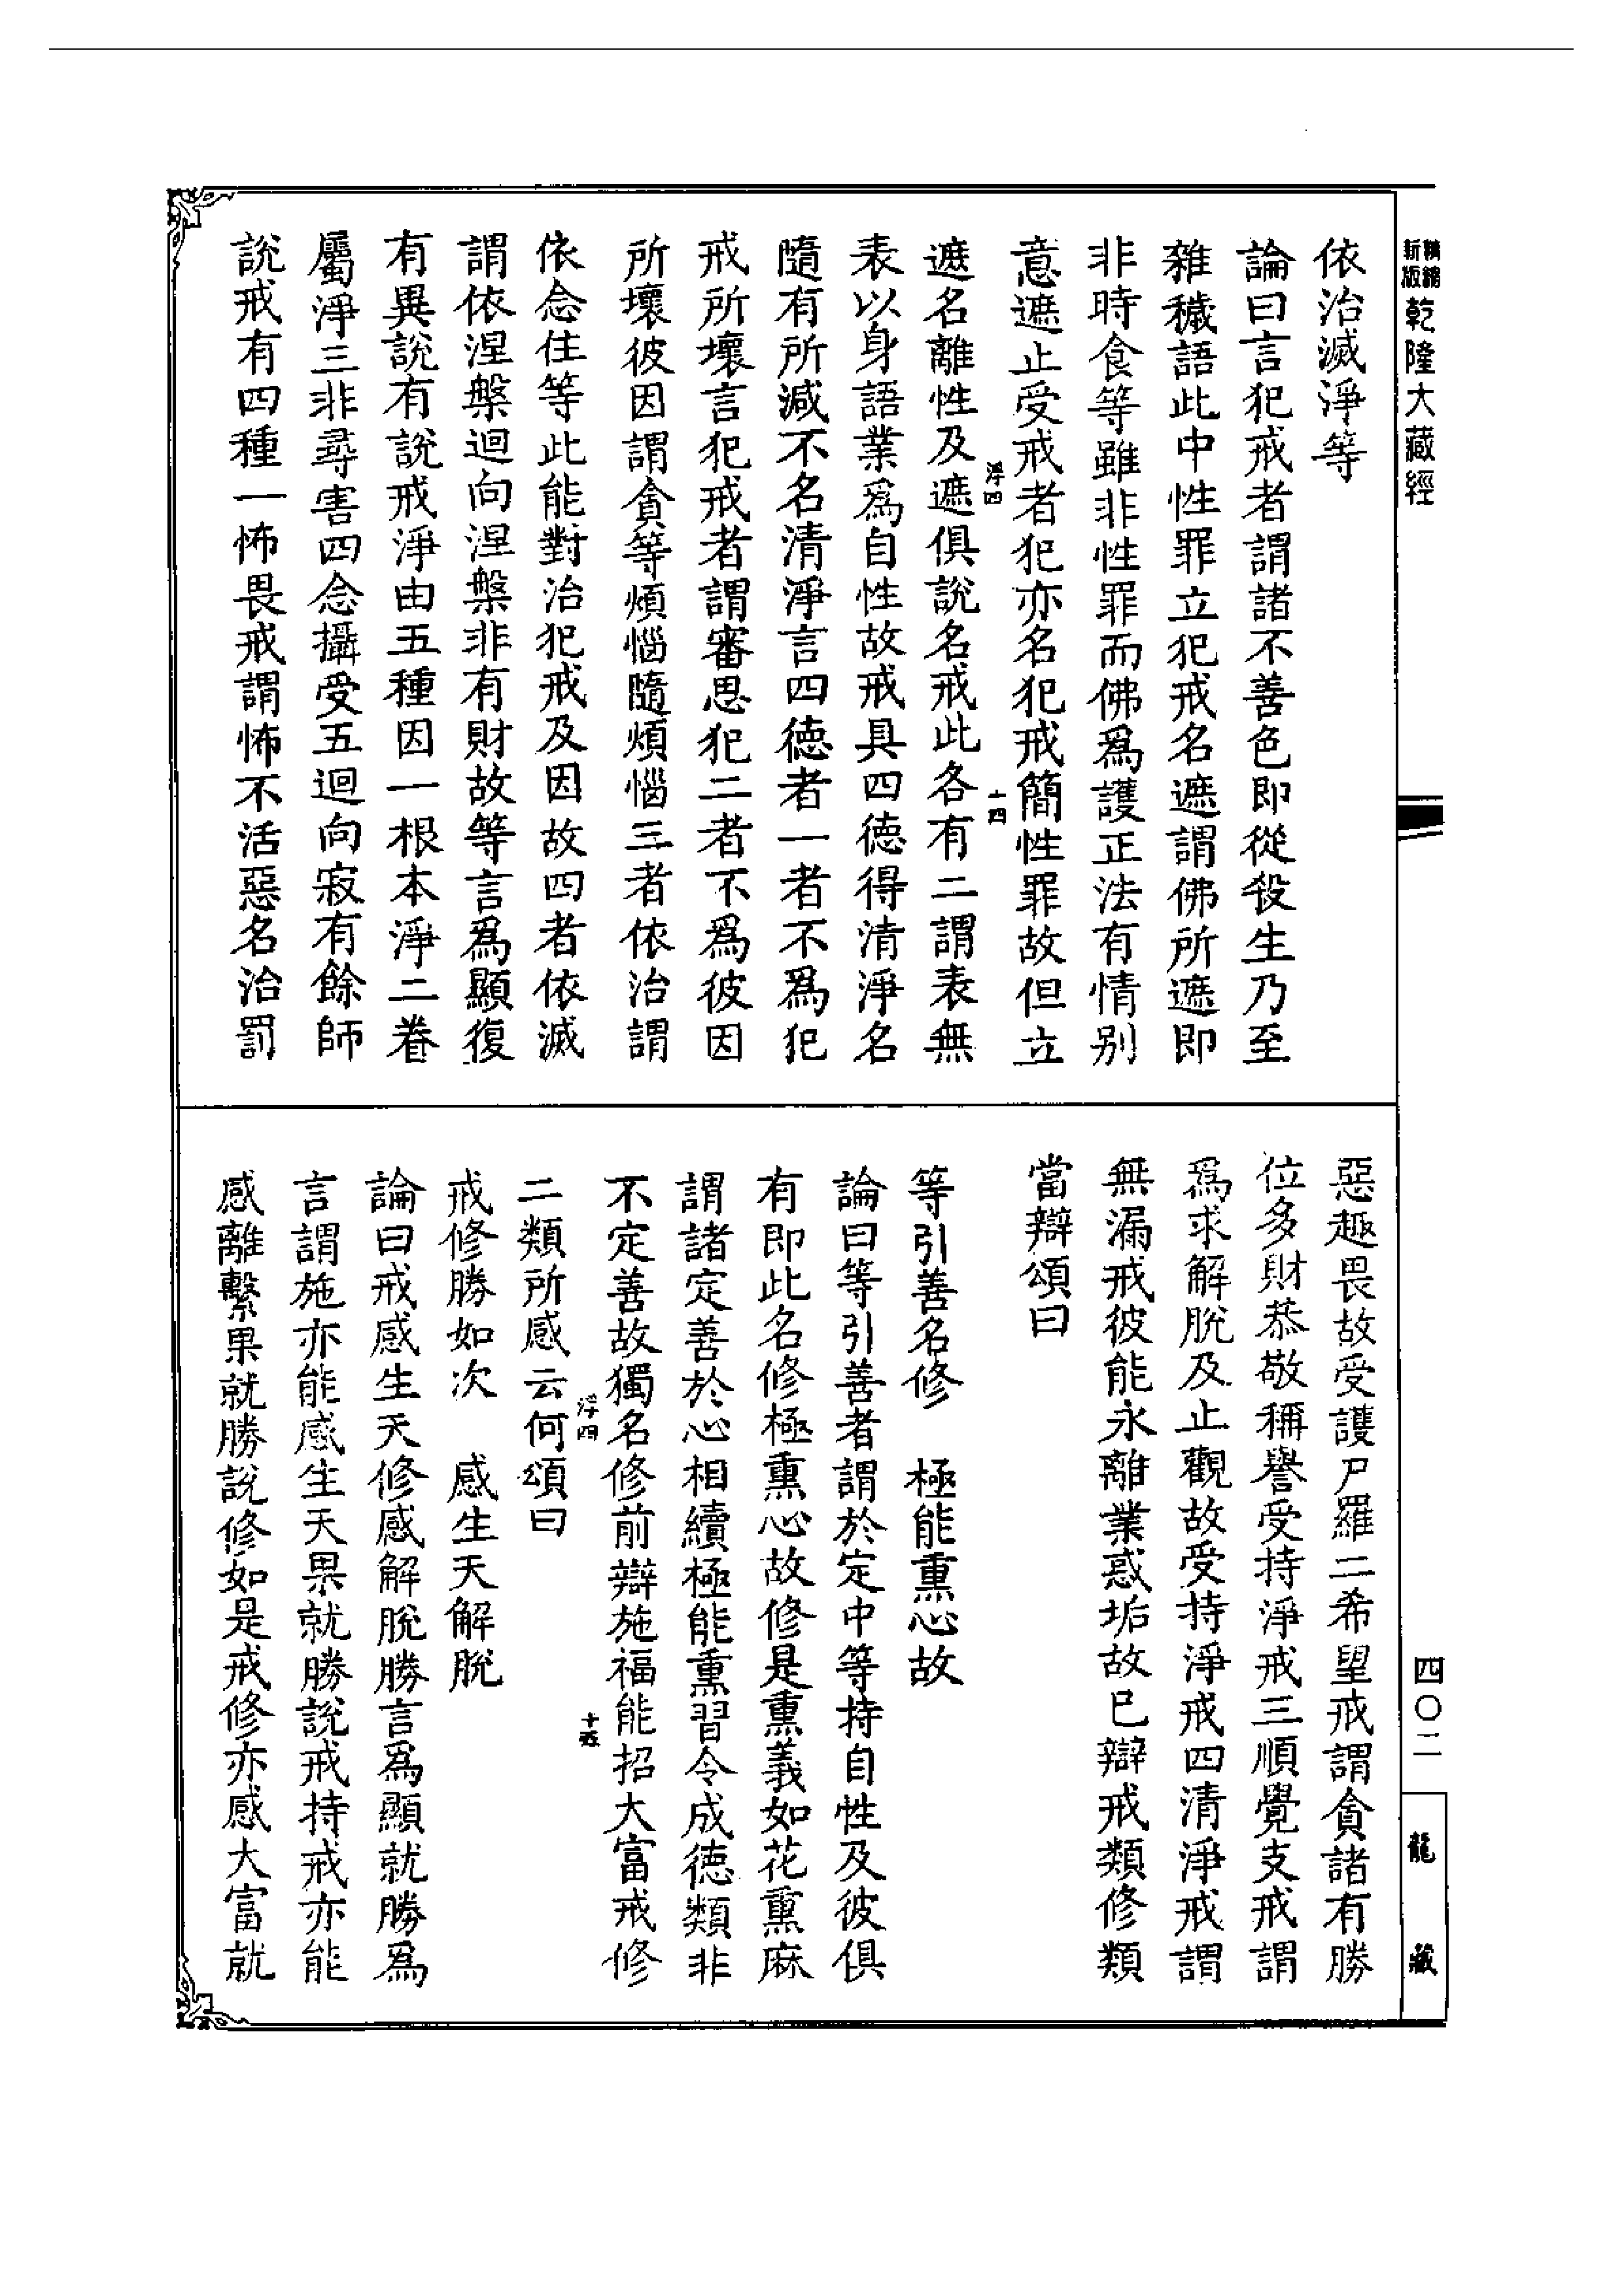 精縮新版
乾隆大藏經
依治滅淨等
論曰言犯戒者謂諸不善色即從殺生乃至
雜穢語此中性罪立犯戒名遮謂佛所遮即
非時食等雖非性罪而佛爲護正法有情別
意遮止受戒者犯亦名犯戒簡性罪故但立
浮四
十四
遮名離性及遮俱說名戒此各有二謂表無
表以身語業爲自性故戒具四德得清淨名
隨有所減不名清淨言四德者一者不爲犯
戒所壞言犯戒者謂審思犯二者不爲彼因
所壞彼因謂貪等煩惱隨煩惱三者依治謂
依念住等此能對治犯戒及因故四者依滅
謂依涅槃迴向涅槃非有財故等言爲顯復
有異說有說戒淨由五種因一根本淨二眷
屬淨三非尋害四念攝受五迴向寂有餘師
說戒有四種一怖畏戒謂怖不活惡名治罰
惡趣畏故受護尸羅二希望戒謂貪諸有勝
位多財恭敬稱譽受持淨戒三順覺支戒謂
爲求解脫及止觀故受持淨戒四清淨戒謂
無漏戒彼能永離業惑垢故已辯戒類修類
當辯頌曰
等引善名修　極能熏心故
論曰等引善者謂於定中等持自性及彼俱
有即此名修極熏心故修是熏義如花熏麻
謂諸定善於心相續極能熏習令成德類非
不定善故獨名修前辯施福能招大富戒修
浮四
十五
二類所感云何頌曰
戒修勝如次　感生天解脫
論曰戒感生天修感解脫勝言爲顯就勝爲
言謂施亦能感生天果就勝說戒持戒亦能
感離繫果就勝說修如是戒修亦感大富就
四〇二
龍藏